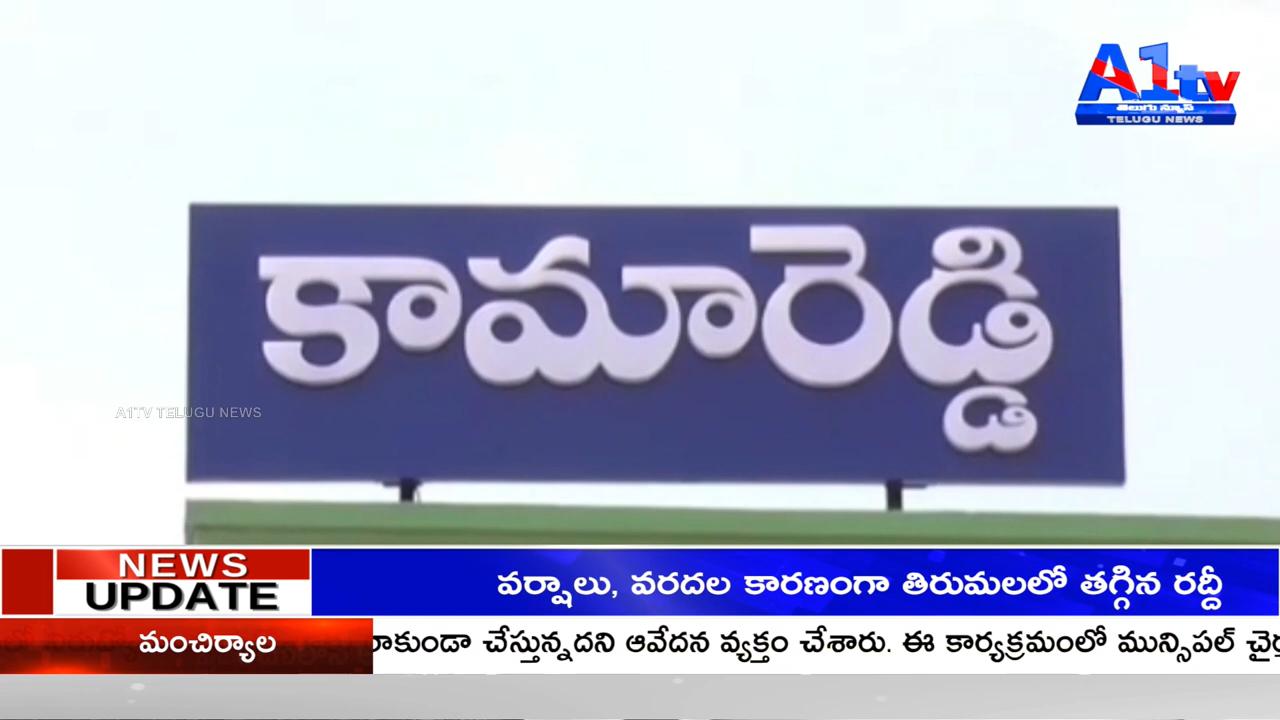 A1tv
తెలుగు న్యూస్
TELUGU NEWS
కామారెడ్డి
A1TV TELUGU NEWS
NEWS
UPDATE
వర్షాలు, వరదల కారణంగా తిరుమలలో తగ్గిన రద్దీ
మంచిర్యాల
రాకుండా చేస్తున్నదని ఆవేదన వ్యక్తం చేశారు. ఈ కార్యక్రమంలో మున్సిపల్